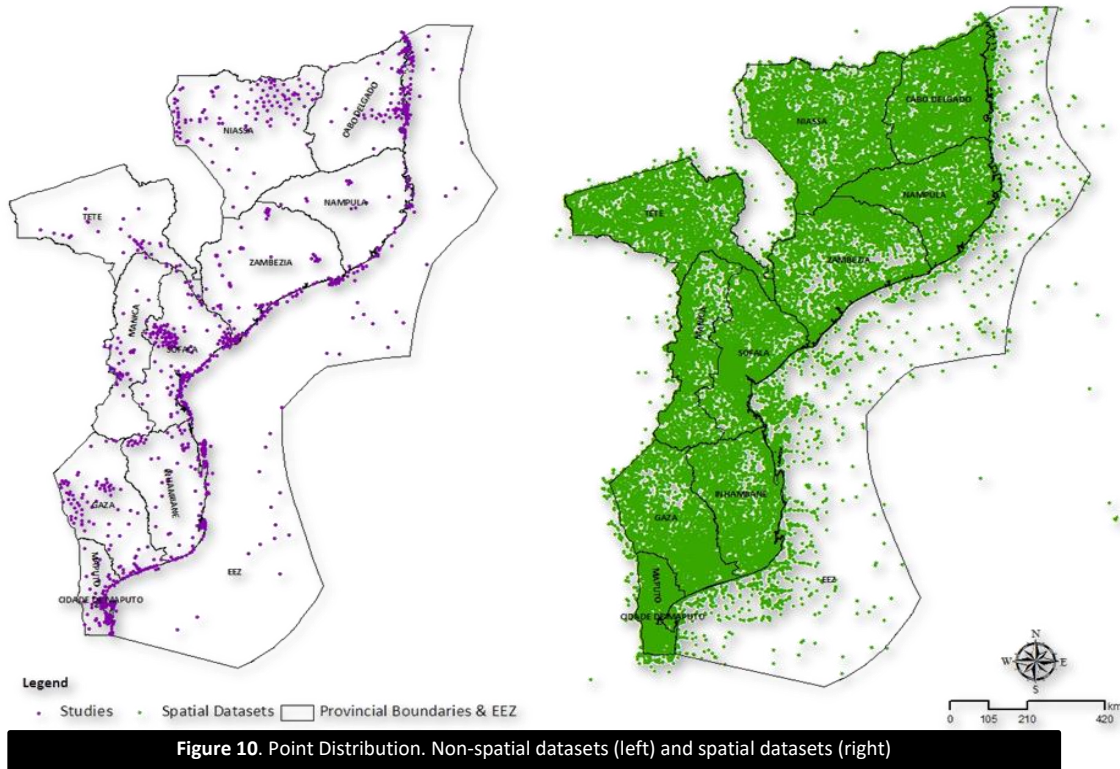 NIASSA
CABO DELGADO
NAMPULA
TETE
ZAMBEZIA
MANICA
SOFALA
INHAMBANE
GAZA
MAPUTO
EEZ
CIDADE DE MAPUTO
CABO DELGADO
NIASSA
NAMPULA
TETE
ZAMBEZIA
MANICA
SOFALA
INHAMBANE
GAZA
MAPUTO
EEZ
CIDADE DE MAPUTO
N
W E
S
km
0 105 210 420
Legend
Studies Spatial Datasets Provincial Boundaries & EEZ
Figure 10. Point Distribution. Non-spatial datasets (left) and spatial datasets (right)